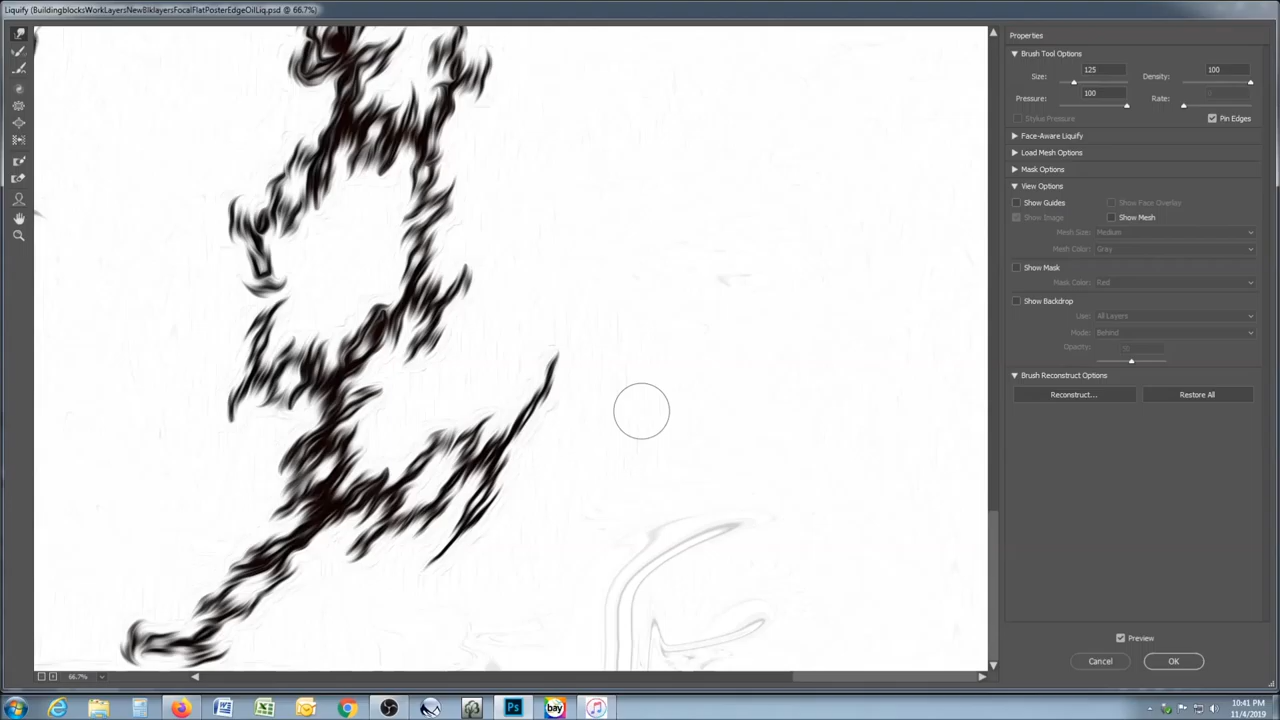 Liquify (BuildingblocksWorkLayersNewBlklayersFocalFlatPosterEdgeOilLiq.psd @ 66.7%)
Properties
Brush Tool Options
Size: 125 Density: 100
Pressure: 100 Rate:
Stylus Pressure Pin Edges
Face-Aware Liquify
Load Mesh Options
Mask Options
View Options
Show Guides Show Face Overlay
Show Image Show Mesh
Mesh Size: Medium
Mesh Color: Gray
Show Mask
Mask Color: Red
Show Backdrop
Use: All Layers
Mode: Behind
Opacity: 50
Brush Reconstruct Options
Reconstruct... Restore All
Preview
Cancel OK
66.7%
Ps bay
10:41 PM
11/4/2019